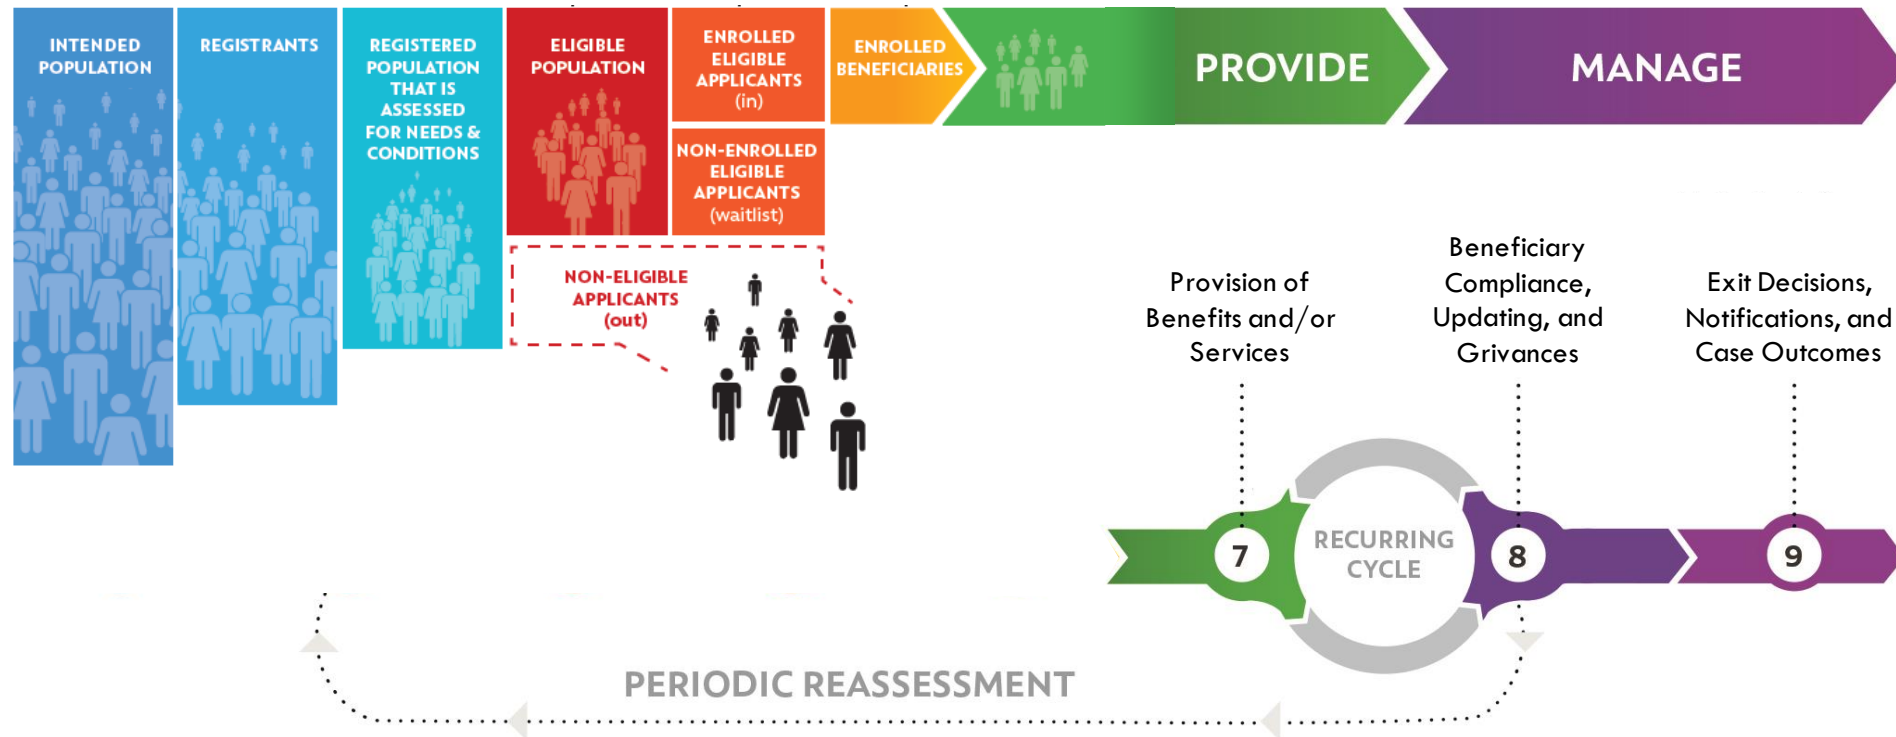 INTENDED
POPULATION
REGISTRANTS
REGISTERED
POPULATION
THAT IS
ASSESSED
FOR NEEDS &
CONDITIONS
ELIGIBLE
POPULATION
ENROLLED
ELIGIBLE
APPLICANTS
(in)
NON-ENROLLED
ELIGIBLE
APPLICANTS
(waitlist)
ENROLLED
BENEFICIARIES
PROVIDE
MANAGE
NON-ELIGIBLE
APPLICANTS
(out)
Provision of
Benefits and/or
Services
Beneficiary
Compliance,
Updating, and
Grivances
Exit Decisions,
Notifications, and
Case Outcomes
7
RECURRING
CYCLE
8
9
PERIODIC REASSESSMENT